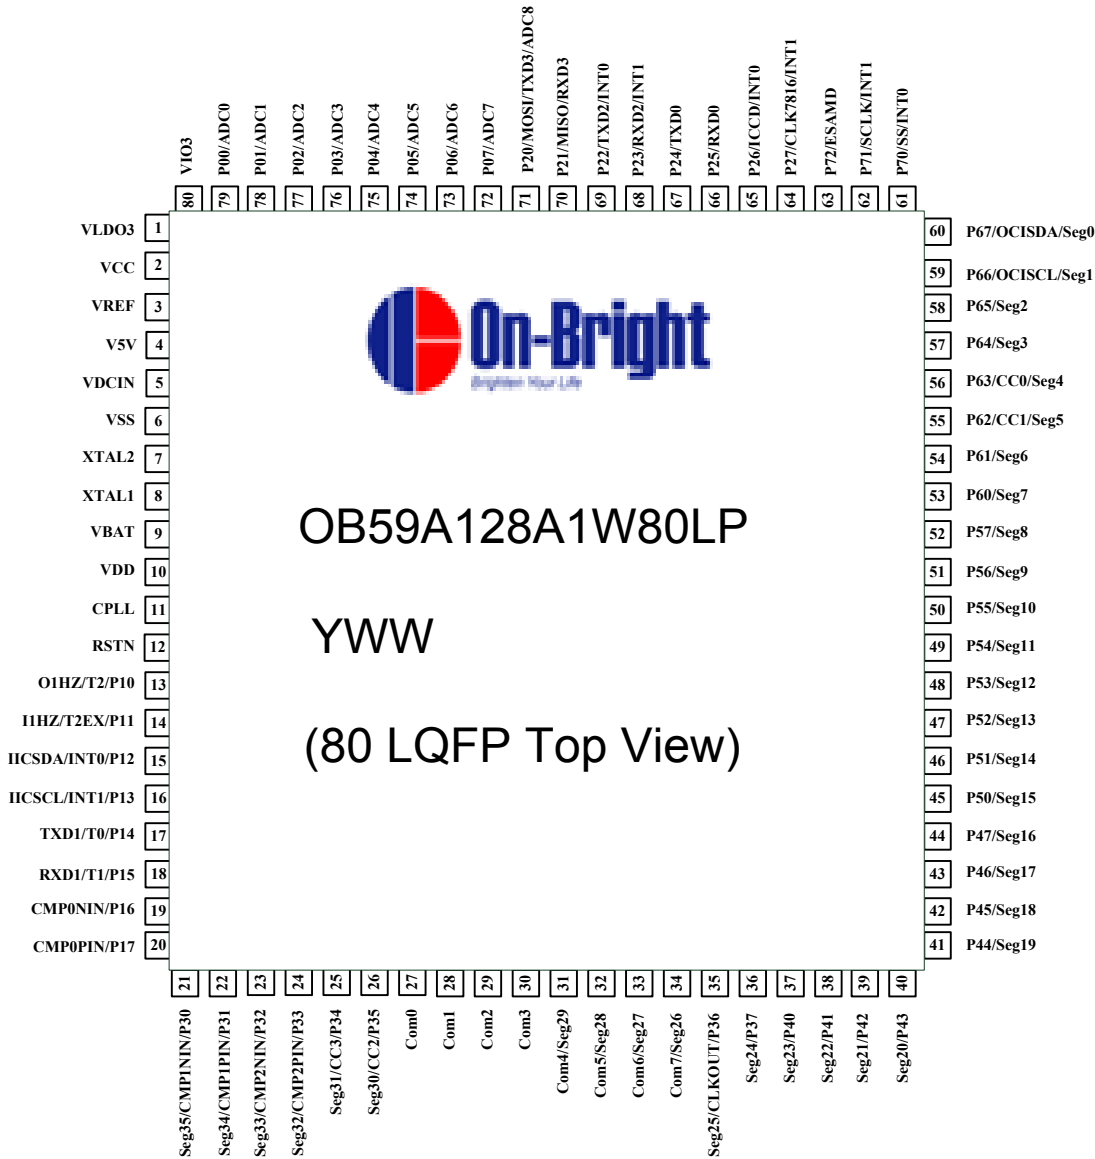 VIO3
P00/ADC0
P01/ADC1
P02/ADC2
P03/ADC3
P04/ADC4
P05/ADC5
P06/ADC6
P07/ADC7
P20/MOSI/TXD3/ADC8
P21/MISO/RXD3
P22/TXD2/INT0
P23/RXD2/INT1
P24/TXD0
P25/RXD0
P26/ICCD/INT0
P27/CLK7816/INT1
P72/ESAMD
P71/SCLK/INT1
P70/SS/INT0
80 79 78 77 76 75 74 73 72 71 70 69 68 67 66 65 64 63 62 61
VLDO3 1
VCC 2
VREF 3
V5V 4
VDCIN 5
VSS 6
XTAL2 7
XTAL1 8
VBAT 9
VDD 10
CPLL 11
RSTN 12
O1HZ/T2/P10 13
I1HZ/T2EX/P11 14
IICSDA/INT0/P12 15
IICSCL/INT1/P13 16
TXD1/T0/P14 17
RXD1/T1/P15 18
CMP0NIN/P16 19
CMP0PIN/P17 20
On-Bright
Brighten Your Life
OB59A128A1W80LP
YWW
(80 LQFP Top View)
60 P67/OCISDA/Seg0
59 P66/OCISCL/Seg1
58 P65/Seg2
57 P64/Seg3
56 P63/CC0/Seg4
55 P62/CC1/Seg5
54 P61/Seg6
53 P60/Seg7
52 P57/Seg8
51 P56/Seg9
50 P55/Seg10
49 P54/Seg11
48 P53/Seg12
47 P52/Seg13
46 P51/Seg14
45 P50/Seg15
44 P47/Seg16
43 P46/Seg17
42 P45/Seg18
41 P44/Seg19
21 22 23 24 25 26 27 28 29 30 31 32 33 34 35 36 37 38 39 40
Seg35/CMP1NIN/P30
Seg34/CMP1PIN/P31
Seg33/CMP2NIN/P32
Seg32/CMP2PIN/P33
Seg31/CC3/P34
Seg30/CC2/P35
Com0
Com1
Com2
Com3
Com4/Seg29
Com5/Seg28
Com6/Seg27
Com7/Seg26
Seg25/CLKOUT/P36
Seg24/P37
Seg23/P40
Seg22/P41
Seg21/P42
Seg20/P43